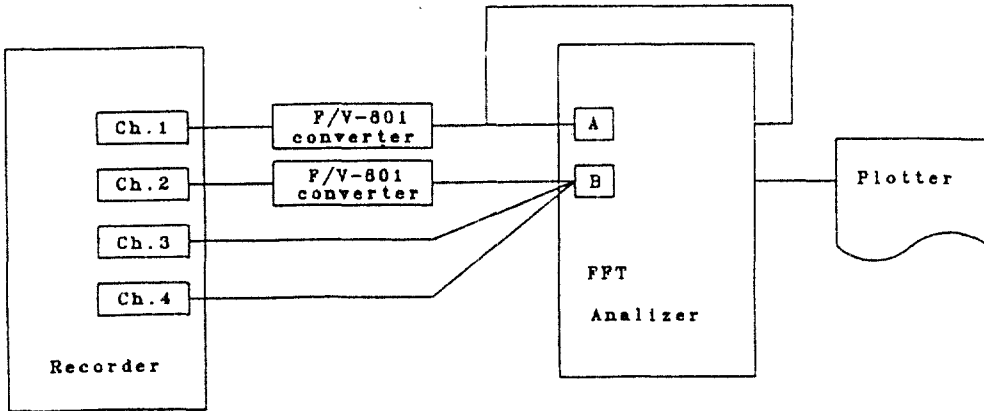 Ch.1
F/V-801
converter
A
Ch.2
F/V-801
converter
B
Plotter
Ch.3
Ch.4
FFT
Analizer
Recorder